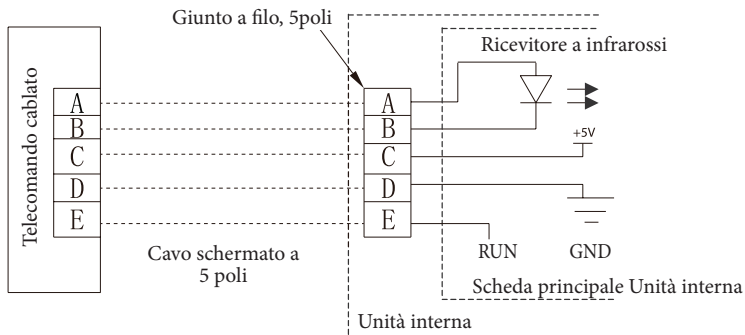 Giunto a filo, 5poli
Ricevitore a infrarossi
Telecomando cablato
A
B
C
D
E
A
B
C
D
E
+5V
RUN
GND
Cavo schermato a
5 poli
Scheda principale Unità interna
Unità interna